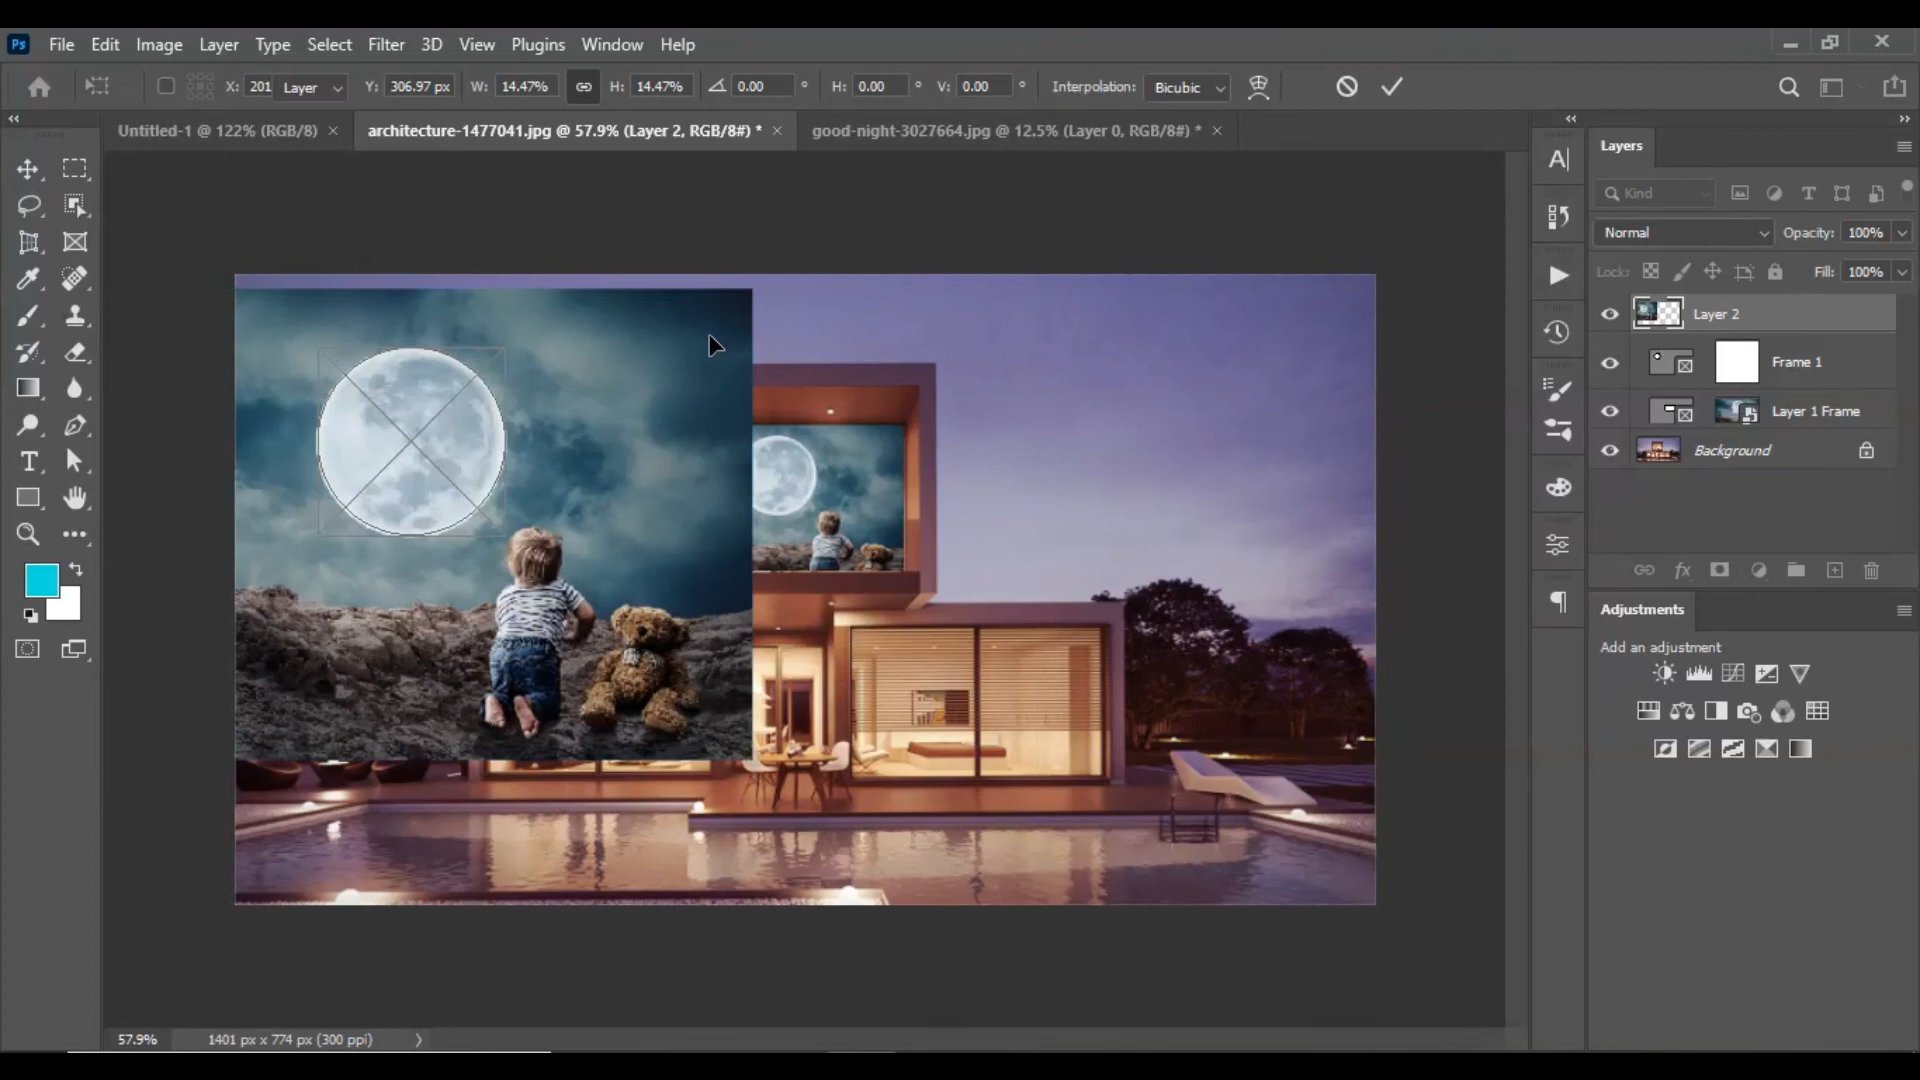 Ps File Edit Image Layer Type Select Filter 3D View Plugins Window Help
X: 201 Layer Y: 306.97 px W: 14.47% H: 14.47% 0.00 ° H: 0.00 ° V: 0.00 ° Interpolation: Bicubic
Untitled-1 @ 122% (RGB/8) × architecture-1477041.jpg @ 57.9% (Layer 2, RGB/8#) * × good-night-3027664.jpg @ 12.5% (Layer 0, RGB/8#) * ×
Layers
Kind
Normal Opacity: 100%
Lock: Fill: 100%
Layer 2
Frame 1
Layer 1 Frame
Background
Adjustments
Add an adjustment
57.9% 1401 px x 774 px (300 ppi)